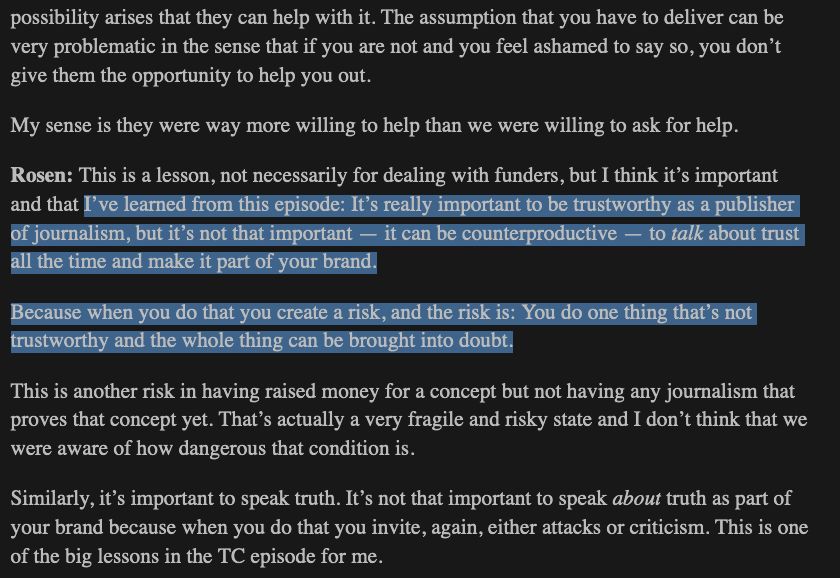 possibility arises that they can help with it. The assumption that you have to deliver can be
very problematic in the sense that if you are not and you feel ashamed to say so, you don’t
give them the opportunity to help you out.
My sense is they were way more willing to help than we were willing to ask for help.
Rosen: This is a lesson, not necessarily for dealing with funders, but I think it’s important
and that I’ve learned from this episode: It’s really important to be trustworthy as a publisher
of journalism, but it’s not that important — it can be counterproductive — to talk about trust
all the time and make it part of your brand.
Because when you do that you create a risk, and the risk is: You do one thing that’s not
trustworthy and the whole thing can be brought into doubt.
This is another risk in having raised money for a concept but not having any journalism that
proves that concept yet. That’s actually a very fragile and risky state and I don’t think that we
were aware of how dangerous that condition is.
Similarly, it’s important to speak truth. It’s not that important to speak about truth as part of
your brand because when you do that you invite, again, either attacks or criticism. This is one
of the big lessons in the TC episode for me.